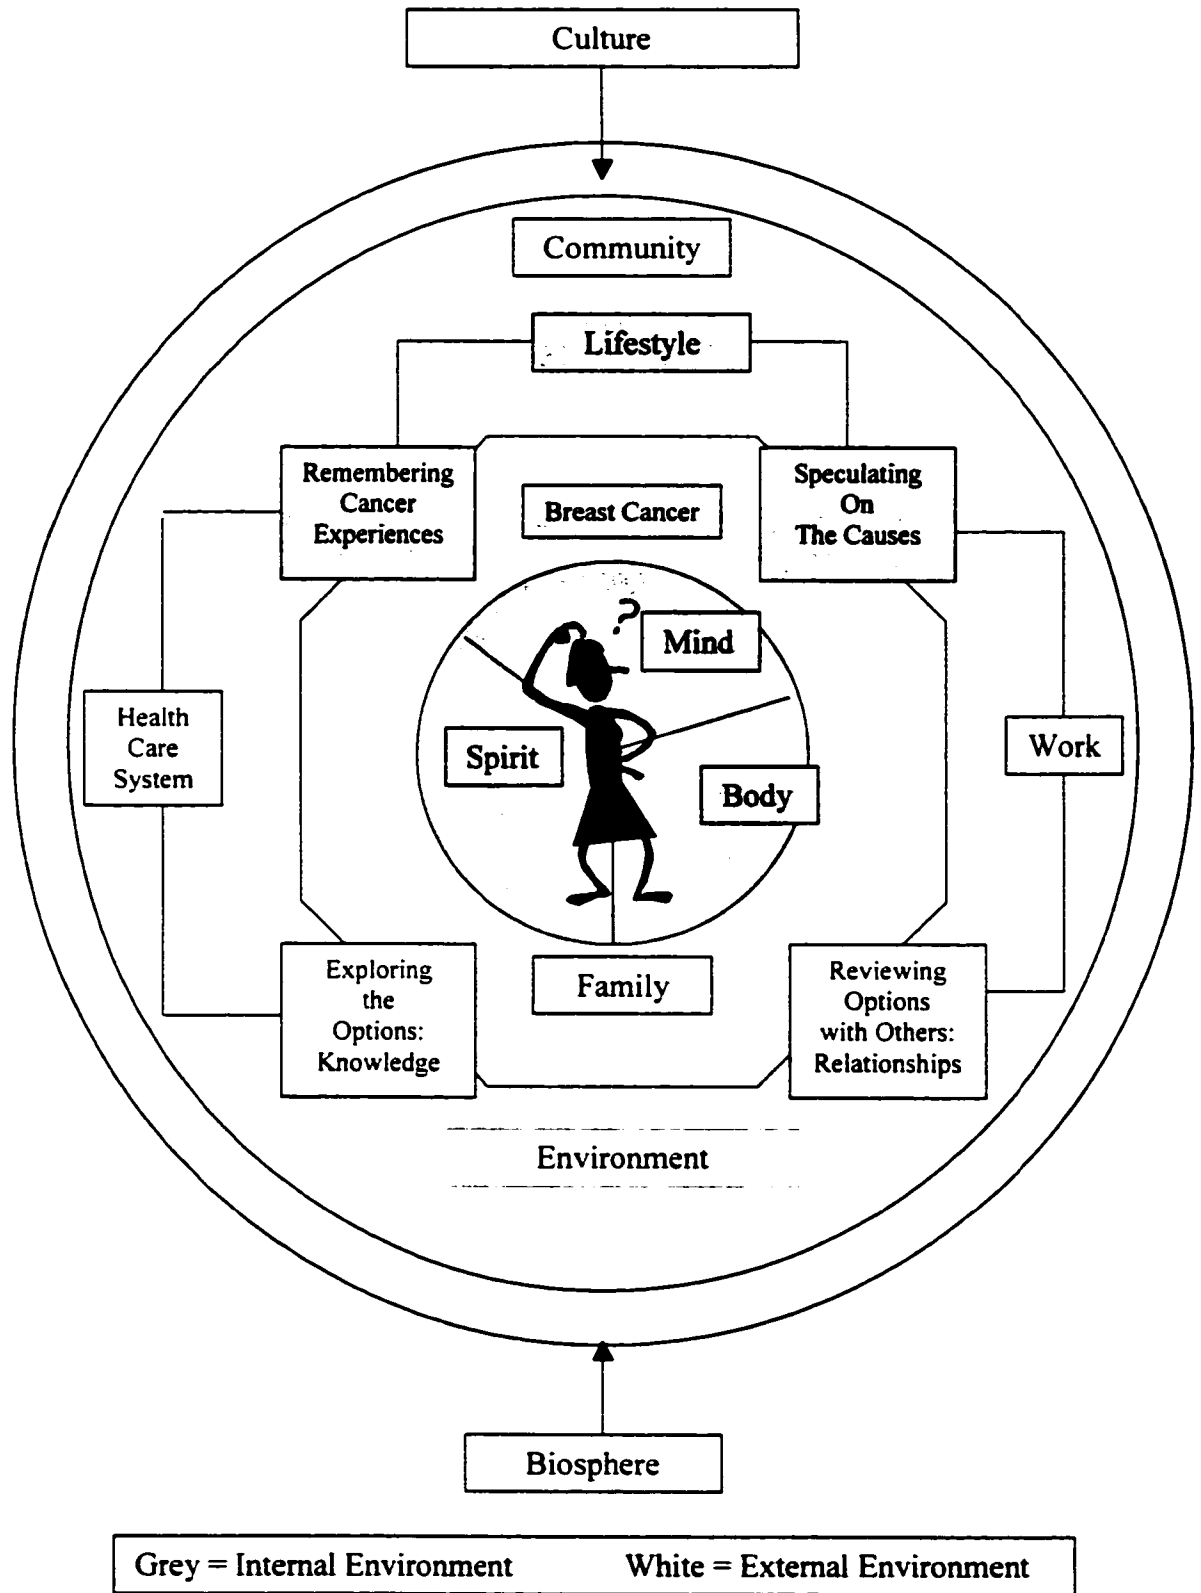 Culture
Community
Lifestyle
Remembering
Cancer
Experiences
Breast Cancer
Speculating
On
The Causes
?
Mind
Health
Care
System
Spirit
Body
Work
Exploring
the
Options:
Knowledge
Family
Reviewing
Options
with Others:
Relationships
Environment
Biosphere
Grey = Internal Environment White = External Environment